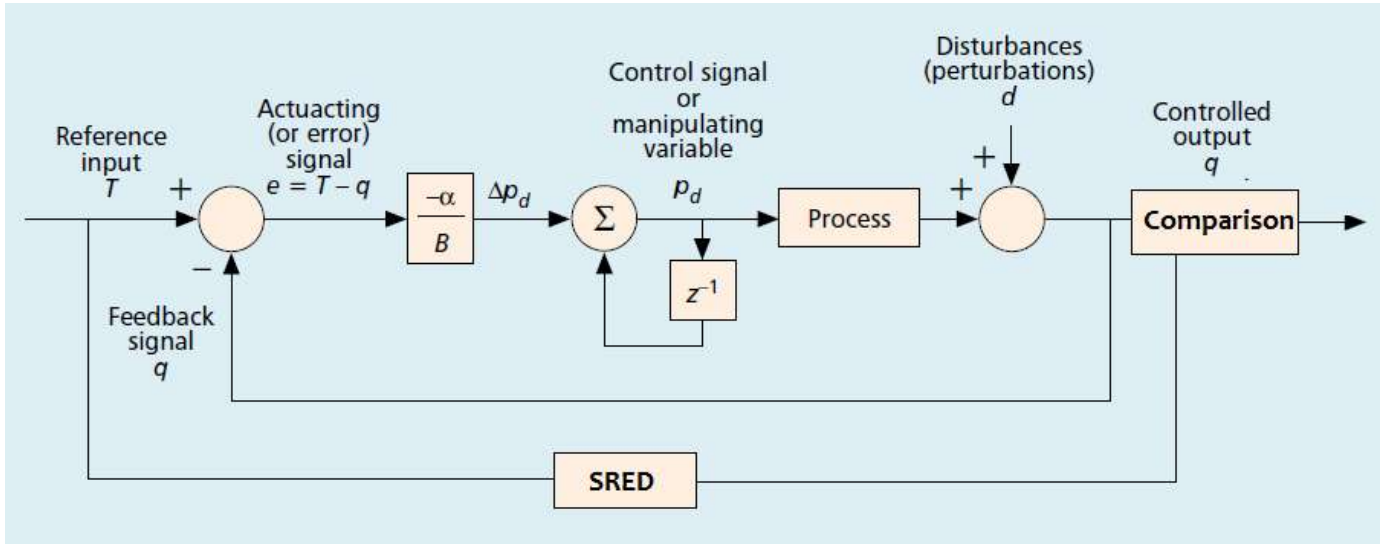 Reference
input
T
+
−
Actuacting
(or error)
signal
e = T – q
–α
B
Δp_d
Σ
Control signal
or
manipulating
variable
p_d
z⁻¹
Process
Disturbances
(perturbations)
d
+
+
Controlled
output
q
Comparison
Feedback
signal
q
SRED